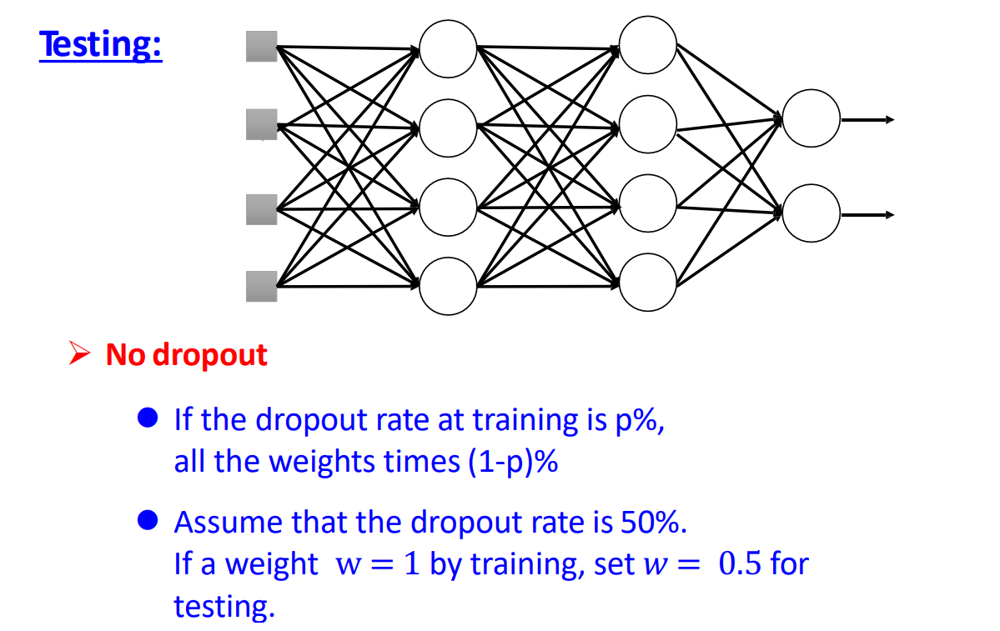 Testing:
No dropout
If the dropout rate at training is p%,
all the weights times (1-p)%
Assume that the dropout rate is 50%.
If a weight w = 1 by training, set w = 0.5 for
testing.